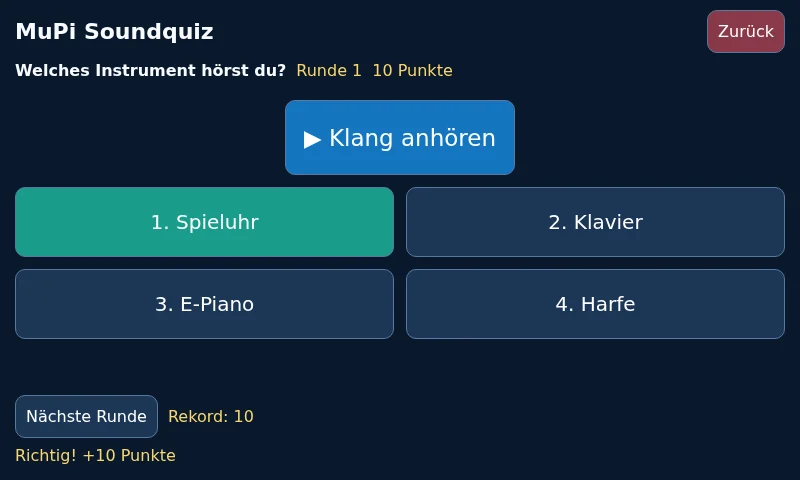 MuPi Soundquiz
Zurück
Welches Instrument hörst du? Runde 1 10 Punkte
▶ Klang anhören
1. Spieluhr
2. Klavier
3. E-Piano
4. Harfe
Nächste Runde
Rekord: 10
Richtig! +10 Punkte